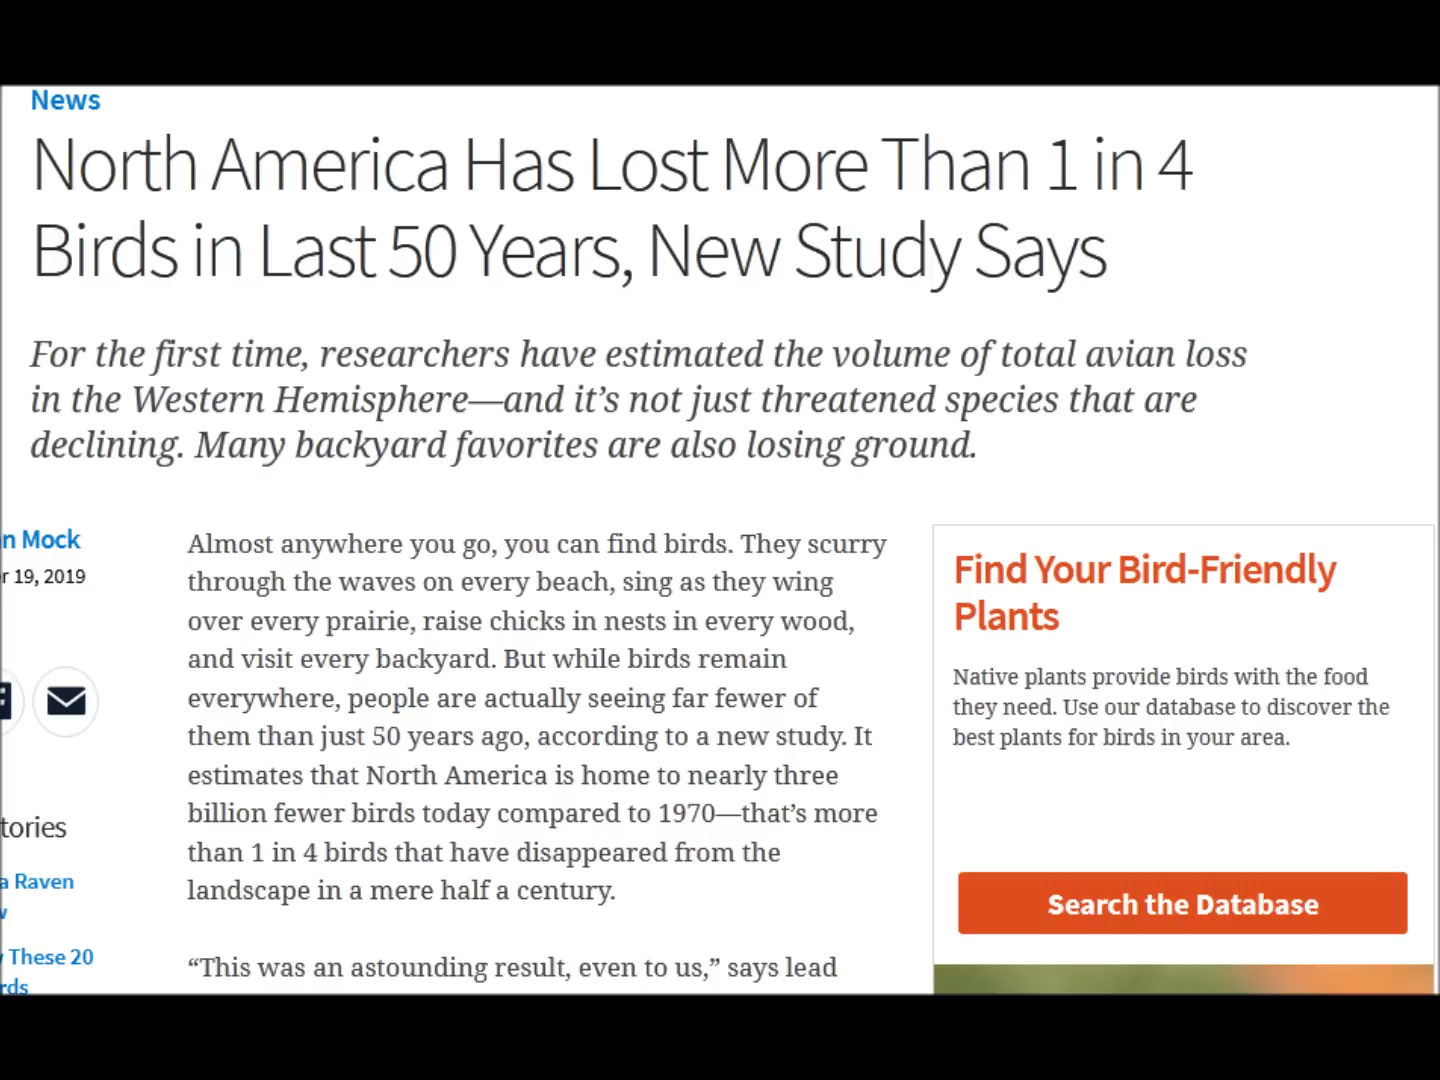 News
North America Has Lost More Than 1 in 4
Birds in Last 50 Years, New Study Says
For the first time, researchers have estimated the volume of total avian loss
in the Western Hemisphere—and it’s not just threatened species that are
declining. Many backyard favorites are also losing ground.
Mock
19, 2019
Raven
These 20
Almost anywhere you go, you can find birds. They scurry
through the waves on every beach, sing as they wing
over every prairie, raise chicks in nests in every wood,
and visit every backyard. But while birds remain
everywhere, people are actually seeing far fewer of
them than just 50 years ago, according to a new study. It
estimates that North America is home to nearly three
billion fewer birds today compared to 1970—that’s more
than 1 in 4 birds that have disappeared from the
landscape in a mere half a century.
“This was an astounding result, even to us,” says lead
Find Your Bird-Friendly
Plants
Native plants provide birds with the food
they need. Use our database to discover the
best plants for birds in your area.
Search the Database